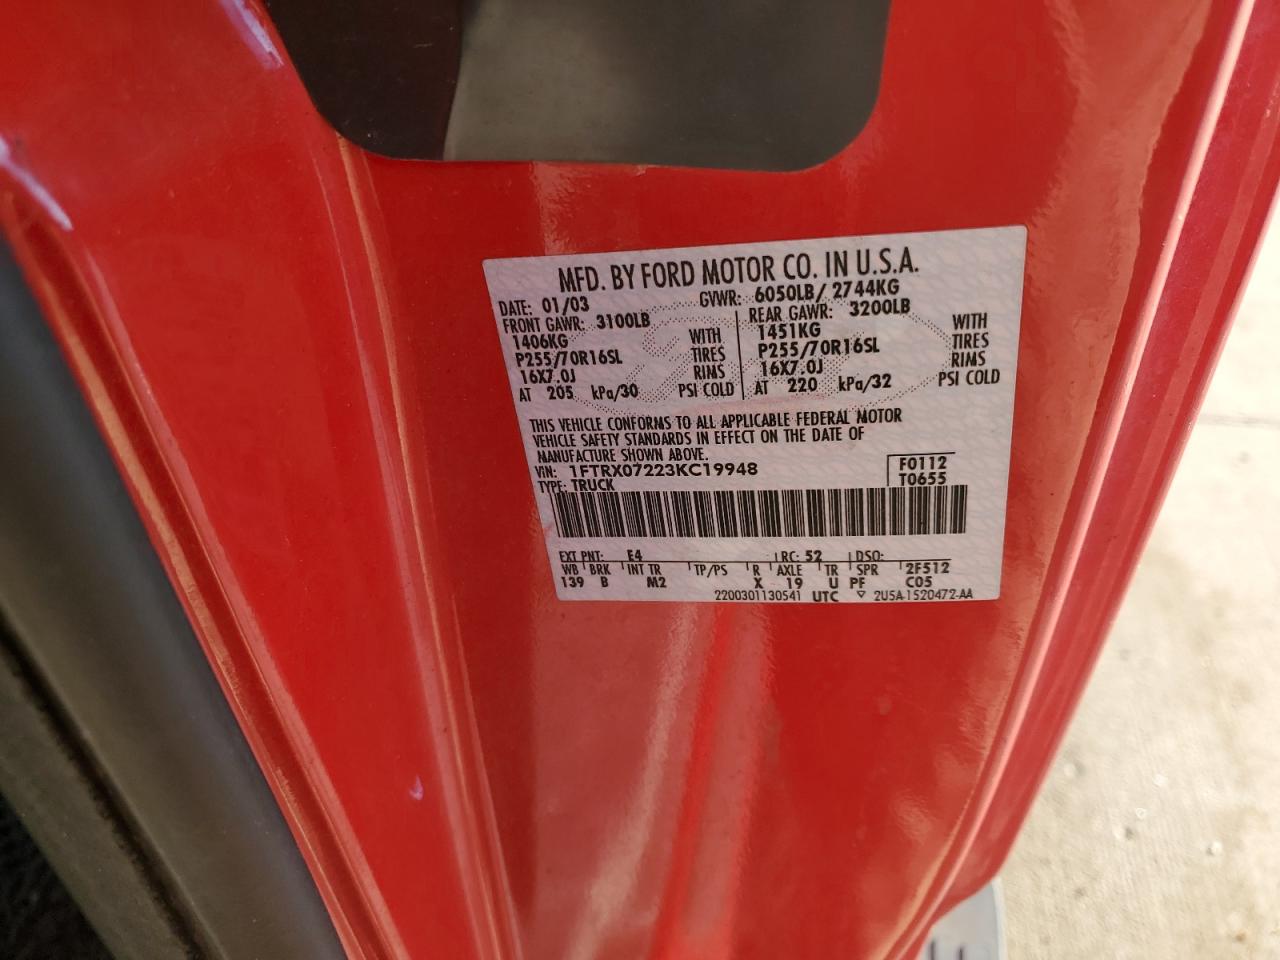 MFD. BY FORD MOTOR CO. IN U.S.A.
DATE: 01/03 GVWR: 6050LB/ 2744KG
FRONT GAWR: 3100LB REAR GAWR: 3200LB
1406KG WITH 1451KG WITH
P255/70R16SL TIRES P255/70R16SL TIRES
16X7.0J RIMS 16X7.0J RIMS
AT 205 kPa/30 PSI COLD AT 220 kPa/32 PSI COLD
THIS VEHICLE CONFORMS TO ALL APPLICABLE FEDERAL MOTOR
VEHICLE SAFETY STANDARDS IN EFFECT ON THE DATE OF
MANUFACTURE SHOWN ABOVE.
VIN: 1FTRX07223KC19948 F0112
TYPE: TRUCK T0655
EXT PNT: E4 RC: 52 DSO:
WB BRK INT TR TP/PS R AXLE TR SPR 2F512
139 B M2 X 19 U PF C05
2200301130541 UTC ▽ 2U5A-1520472-AA